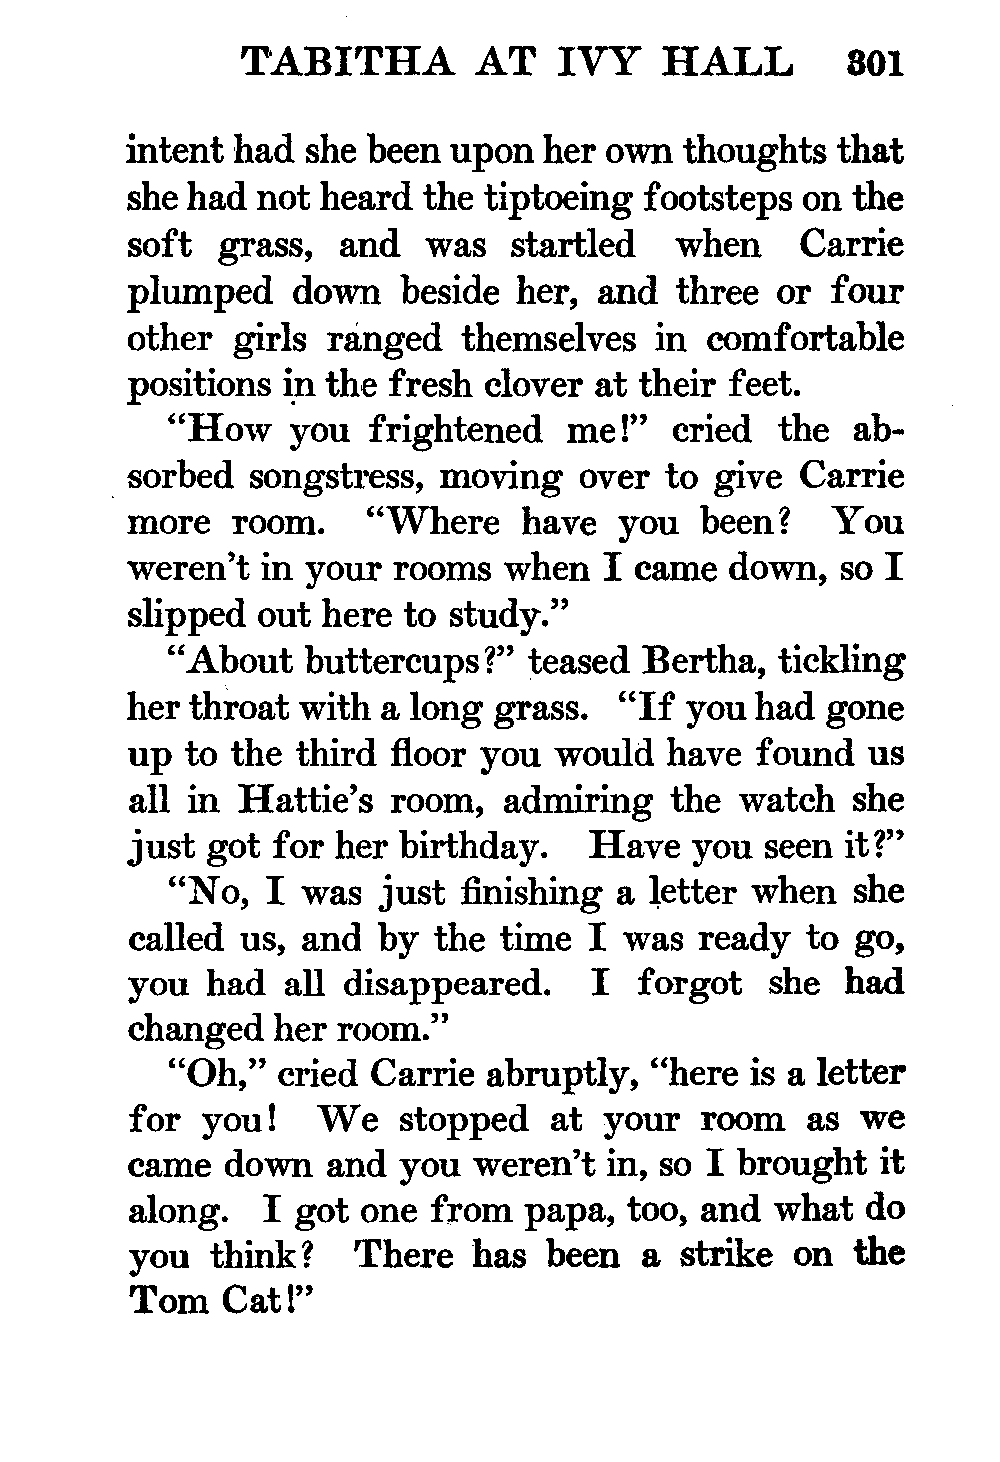 TABITHA AT IVY HALL 301
intent had she been upon her own thoughts that
she had not heard the tiptoeing footsteps on the
soft grass, and was startled when Carrie
plumped down beside her, and three or four
other girls ranged themselves in comfortable
positions in the fresh clover at their feet.
“How you frightened me!” cried the ab-
sorbed songstress, moving over to give Carrie
more room. “Where have you been? You
weren’t in your rooms when I came down, so I
slipped out here to study.”
“About buttercups?” teased Bertha, tickling
her throat with a long grass. “If you had gone
up to the third floor you would have found us
all in Hattie’s room, admiring the watch she
just got for her birthday. Have you seen it?”
“No, I was just finishing a letter when she
called us, and by the time I was ready to go,
you had all disappeared. I forgot she had
changed her room.”
“Oh,” cried Carrie abruptly, “here is a letter
for you! We stopped at your room as we
came down and you weren’t in, so I brought it
along. I got one from papa, too, and what do
you think? There has been a strike on the
Tom Cat!”